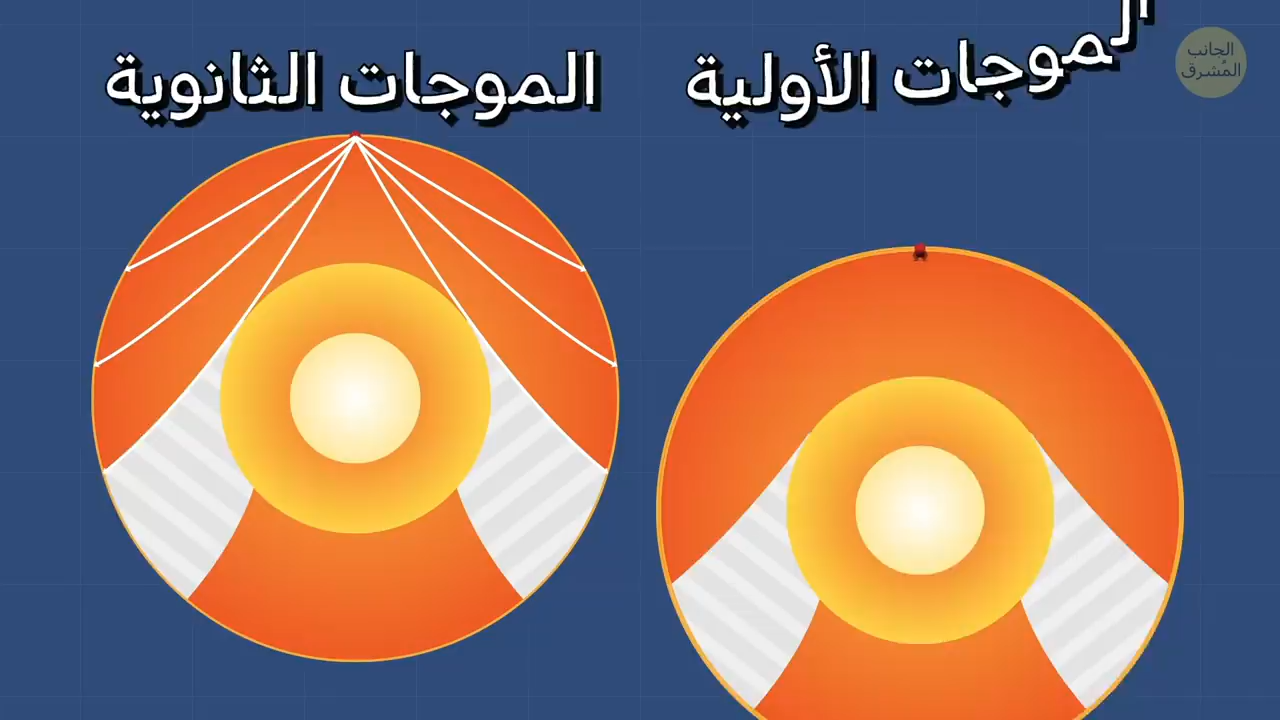 الموجات الأولية
الموجات الثانوية
الجانب
المُشرق